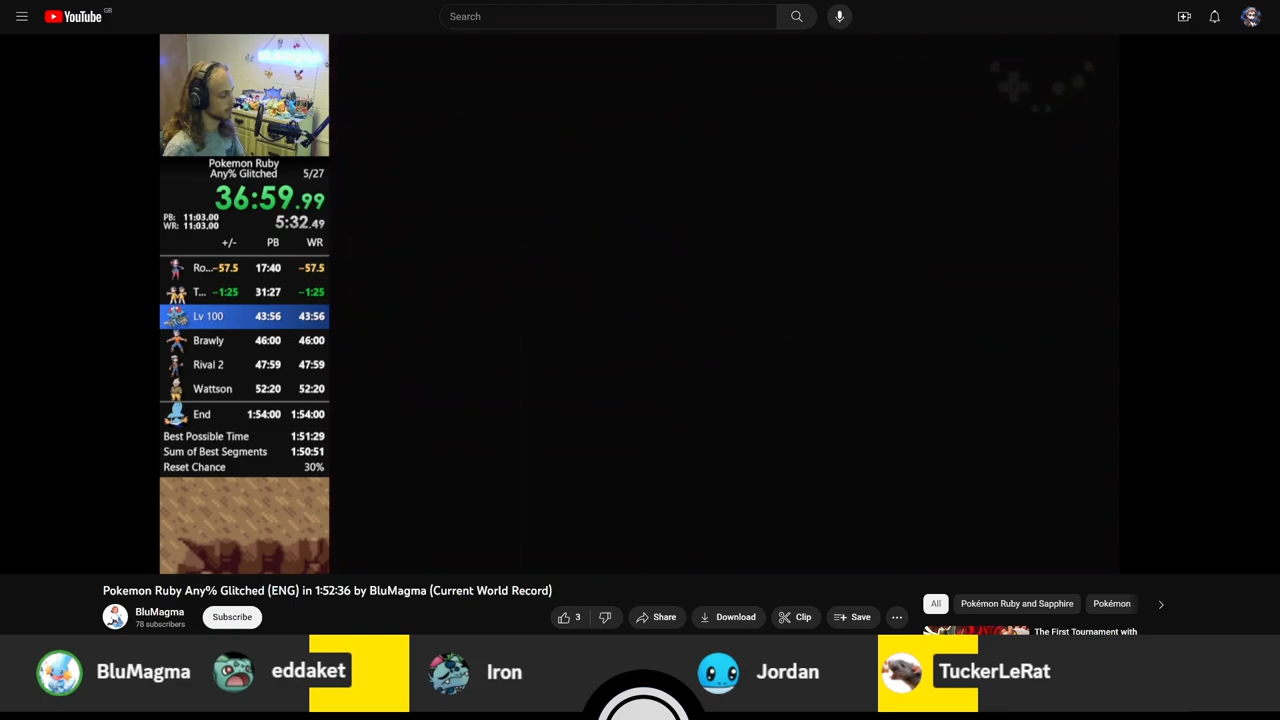 YouTube GB
Search
Pokemon Ruby
Any% Glitched 5/27
36:59.99
PB: 11:03.00
WR: 11:03.00
5:32.49
+/- PB WR
Ro... −57.5 17:40 −57.5
T... −1:25 31:27 −1:25
Lv 100 43:56 43:56
Brawly 46:00 46:00
Rival 2 47:59 47:59
Wattson 52:20 52:20
End 1:54:00 1:54:00
Best Possible Time 1:51:29
Sum of Best Segments 1:50:51
Reset Chance 30%
Pokemon Ruby Any% Glitched (ENG) in 1:52:36 by BluMagma (Current World Record)
BluMagma
78 subscribers
Subscribe
3 Share Download Clip Save
All Pokémon Ruby and Sapphire Pokémon
The First Tournament with
BluMagma eddaket Iron Jordan TuckerLeRat